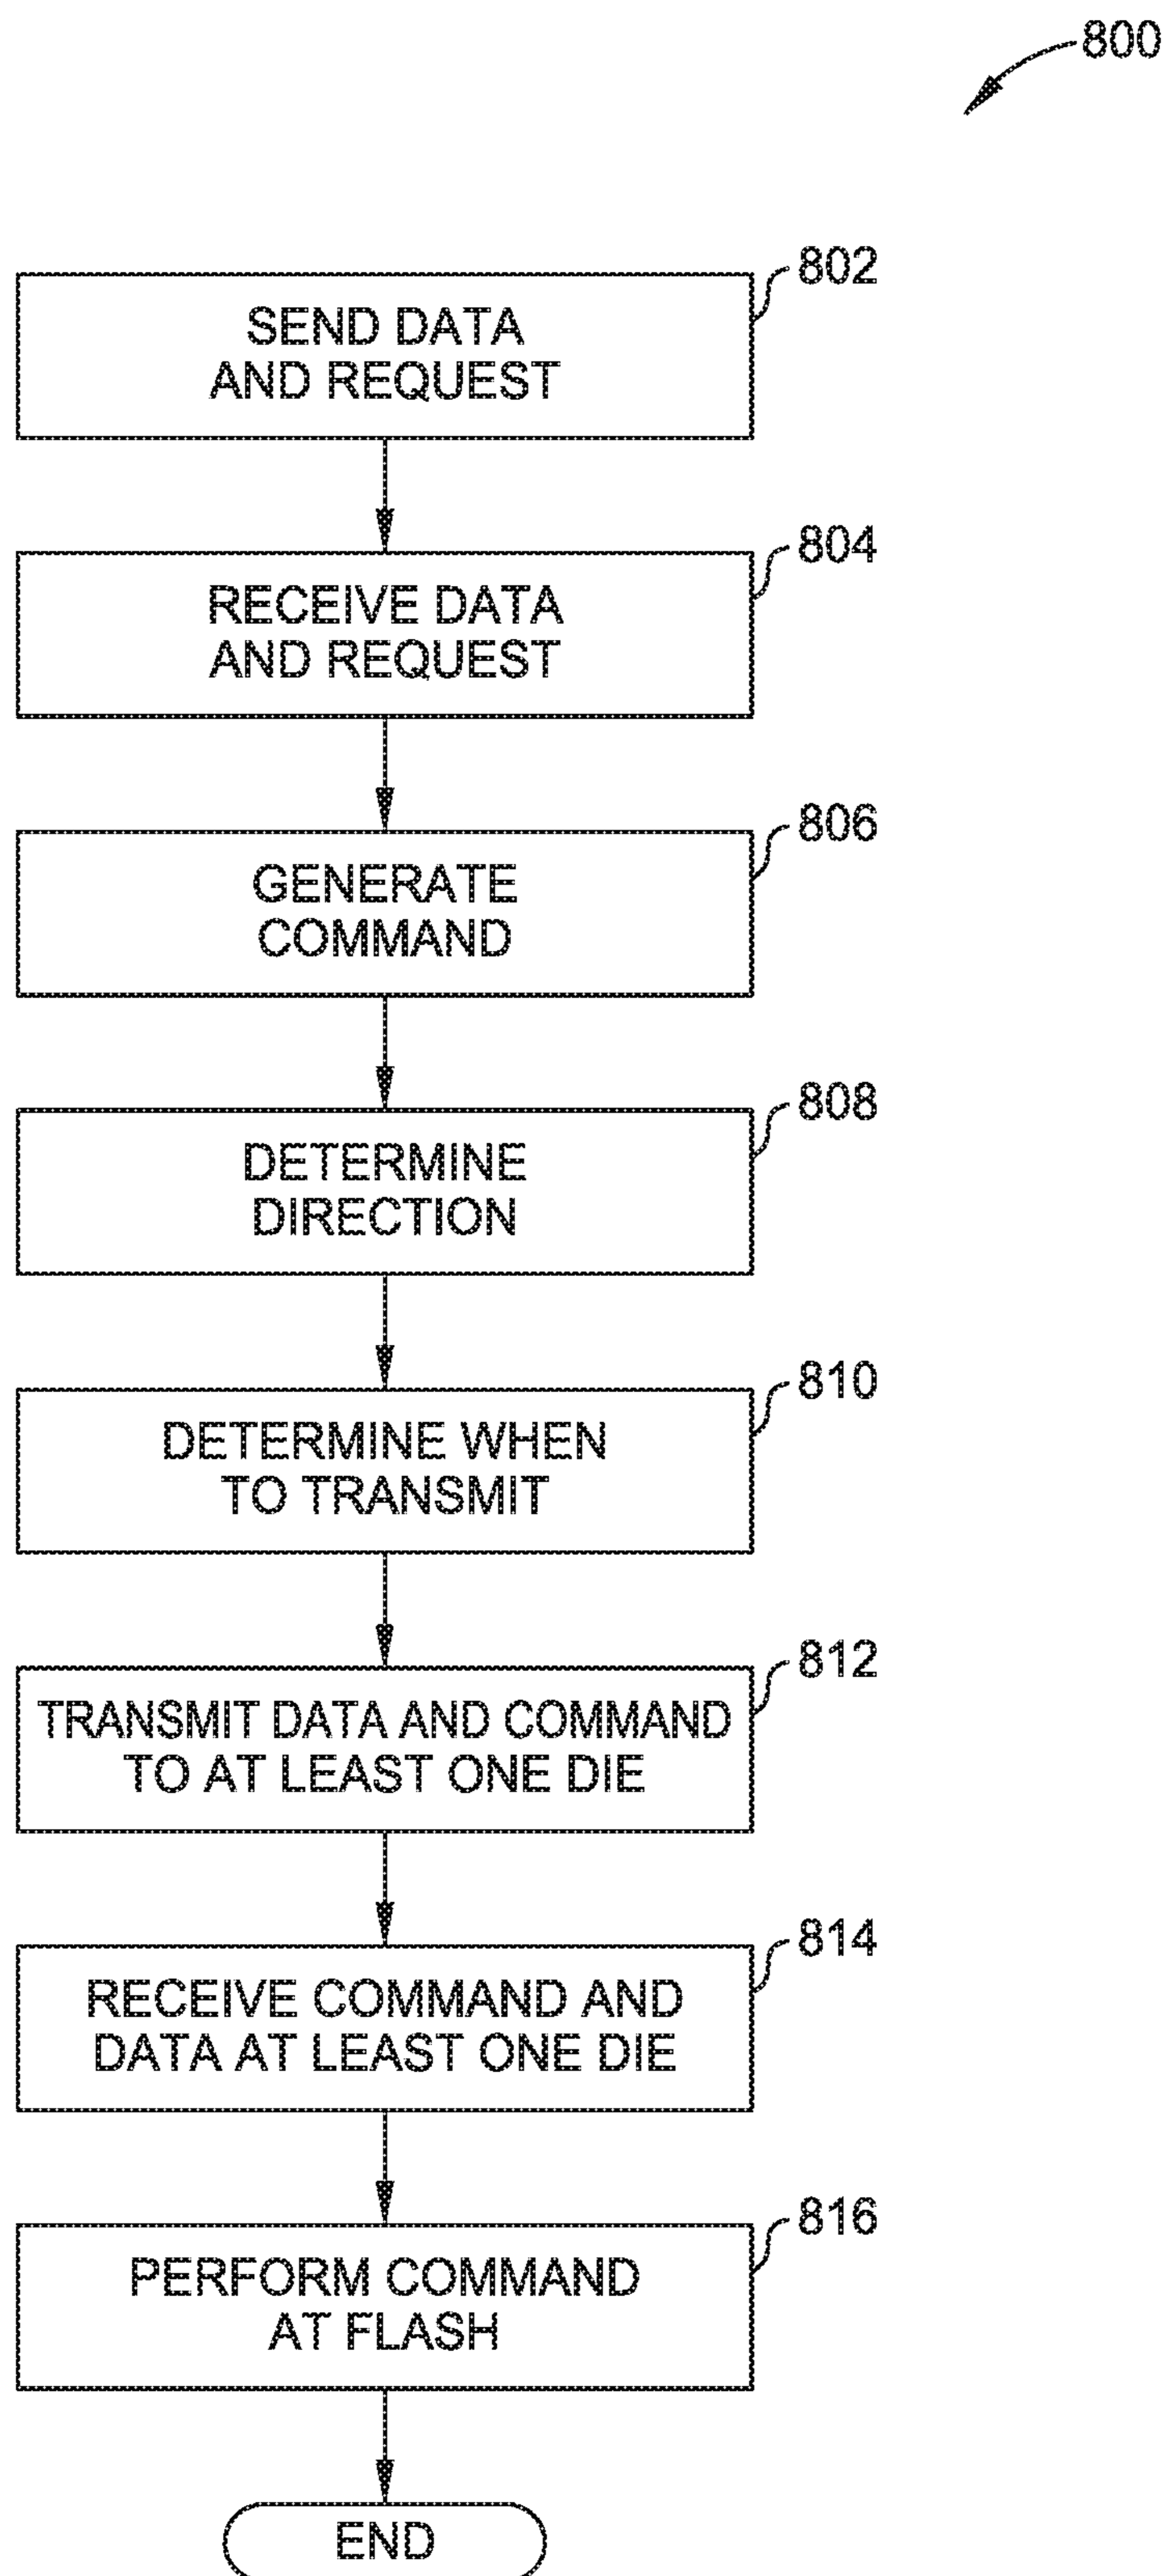 800
802
SEND DATA
AND REQUEST
804
RECEIVE DATA
AND REQUEST
806
GENERATE
COMMAND
808
DETERMINE
DIRECTION
810
DETERMINE WHEN
TO TRANSMIT
812
TRANSMIT DATA AND COMMAND
TO AT LEAST ONE DIE
814
RECEIVE COMMAND AND
DATA AT LEAST ONE DIE
816
PERFORM COMMAND
AT FLASH
END